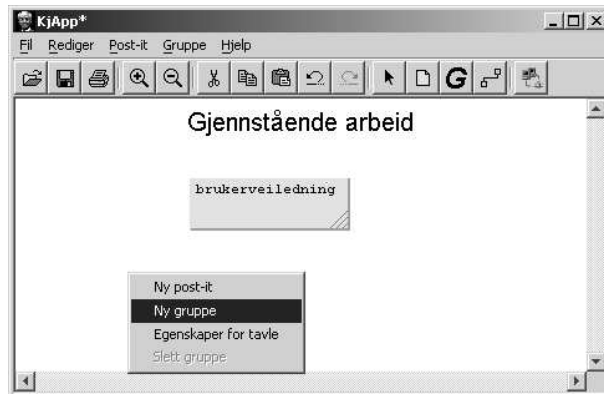 KjApp*
Fil Rediger Post-it Gruppe Hjelp
G
Gjennstående arbeid
brukerveiledning
Ny post-it
Ny gruppe
Egenskaper for tavle
Slett gruppe